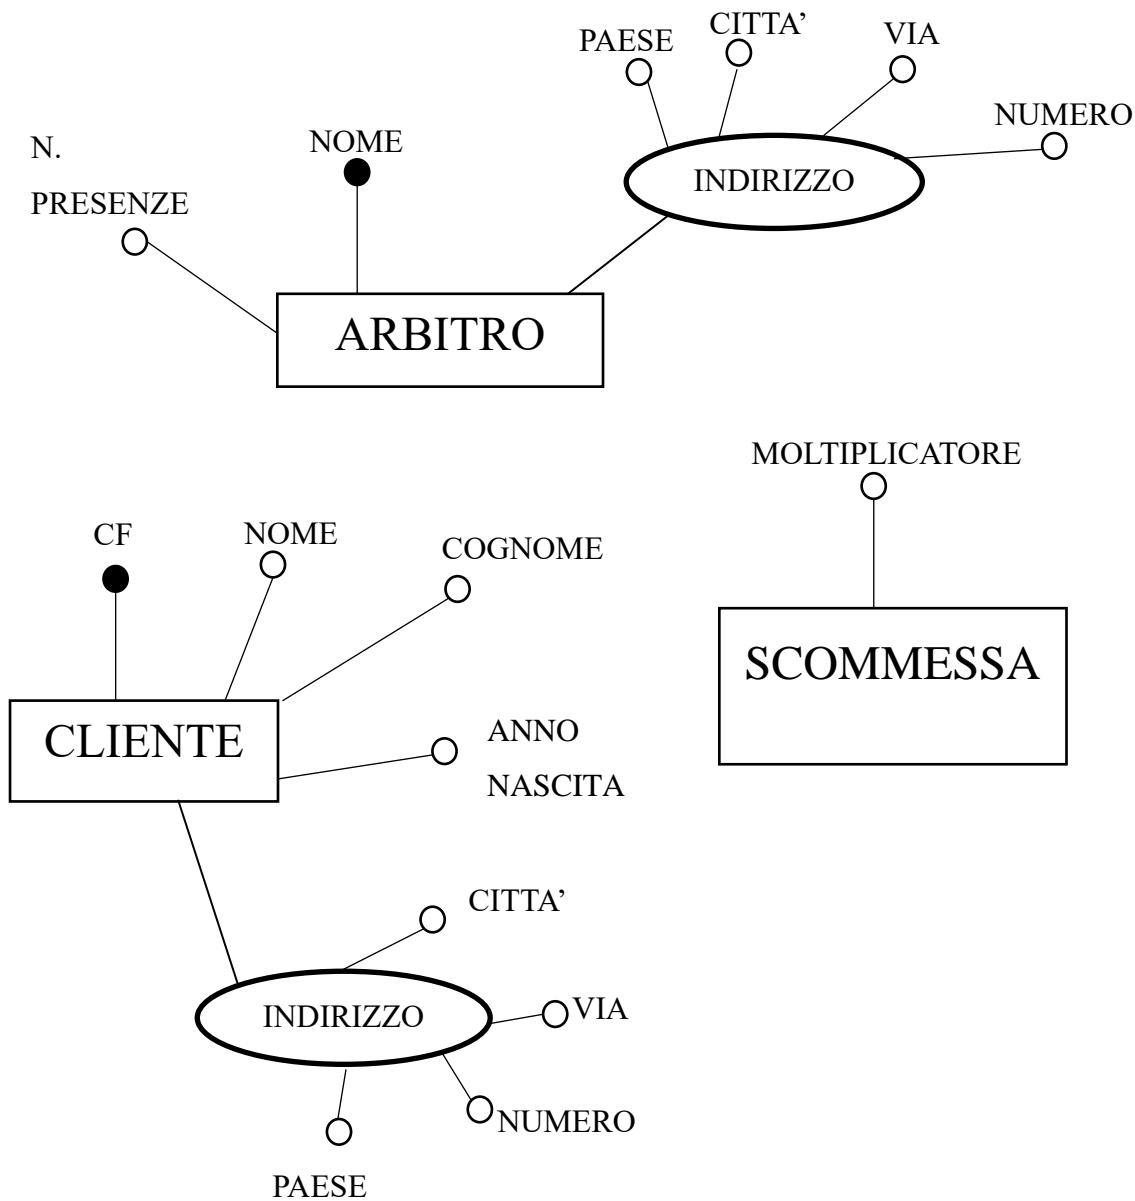 CITTA’
VIA
PAESE
NUMERO
N.
PRESENZE
NOME
INDIRIZZO
ARBITRO
MOLTIPLICATORE
CF
NOME
COGNOME
SCOMMESSA
CLIENTE
ANNO
NASCITA
CITTA’
INDIRIZZO
VIA
NUMERO
PAESE